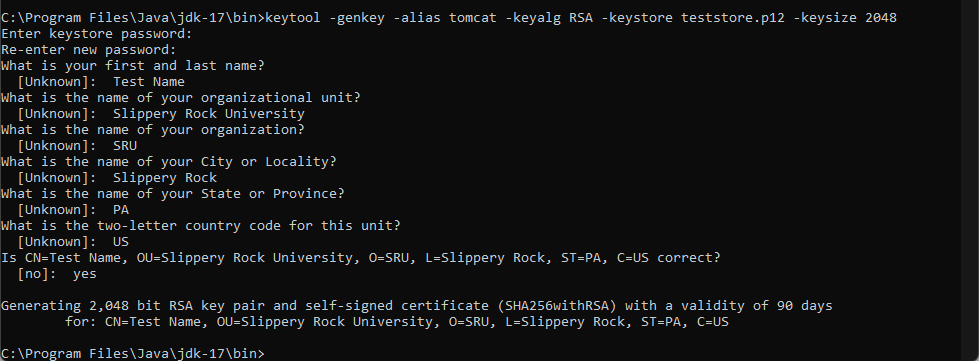 C:\Program Files\Java\jdk-17\bin>keytool -genkey -alias tomcat -keyalg RSA -keystore teststore.p12 -keysize 2048
Enter keystore password:
Re-enter new password:
What is your first and last name?
  [Unknown]:  Test Name
What is the name of your organizational unit?
  [Unknown]:  Slippery Rock University
What is the name of your organization?
  [Unknown]:  SRU
What is the name of your City or Locality?
  [Unknown]:  Slippery Rock
What is the name of your State or Province?
  [Unknown]:  PA
What is the two-letter country code for this unit?
  [Unknown]:  US
Is CN=Test Name, OU=Slippery Rock University, O=SRU, L=Slippery Rock, ST=PA, C=US correct?
  [no]:  yes
Generating 2,048 bit RSA key pair and self-signed certificate (SHA256withRSA) with a validity of 90 days
        for: CN=Test Name, OU=Slippery Rock University, O=SRU, L=Slippery Rock, ST=PA, C=US
C:\Program Files\Java\jdk-17\bin>